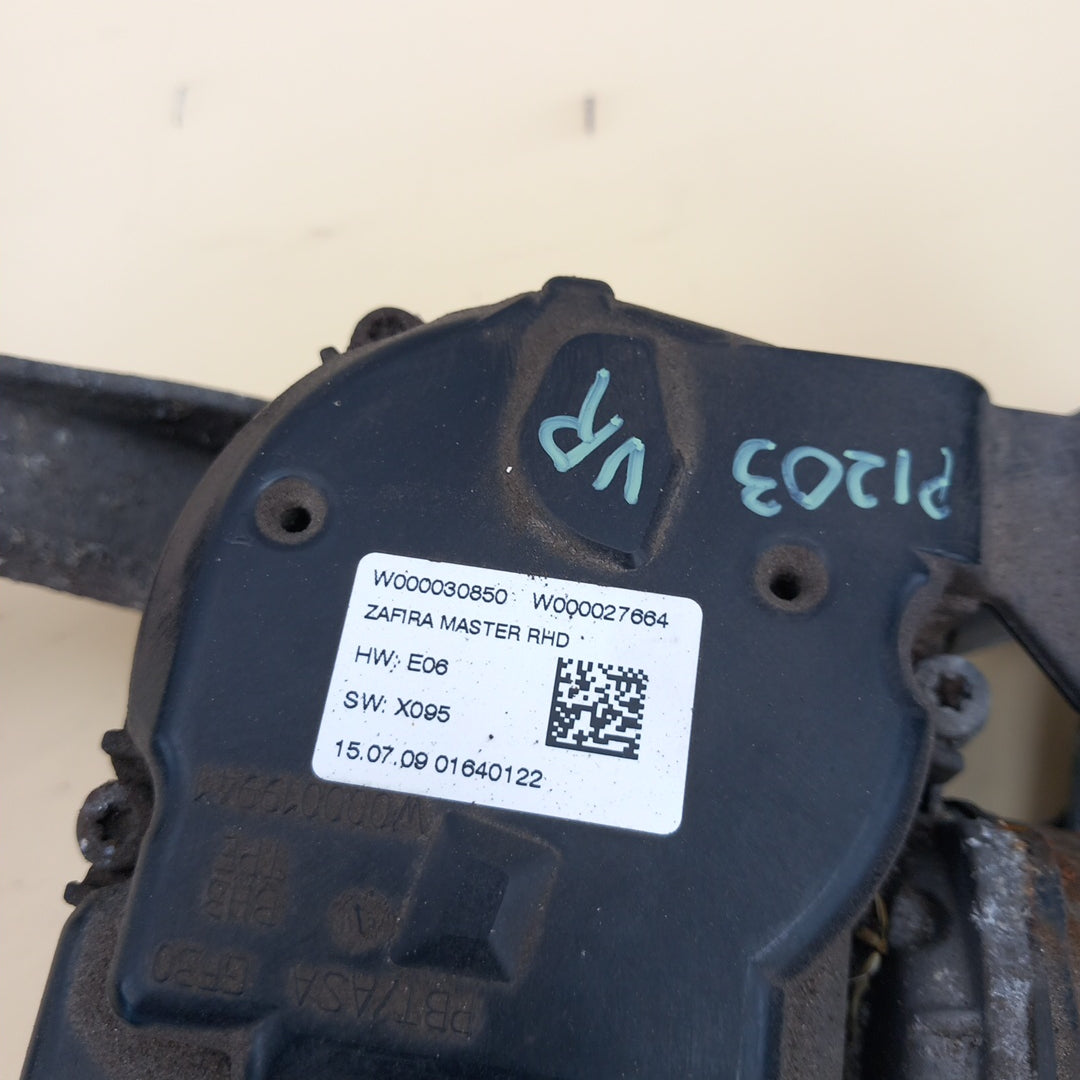 VP
P1203
W000030850 W000027664
ZAFIRA MASTER RHD
HW: E06
SW: X095
15.07.09 01640122